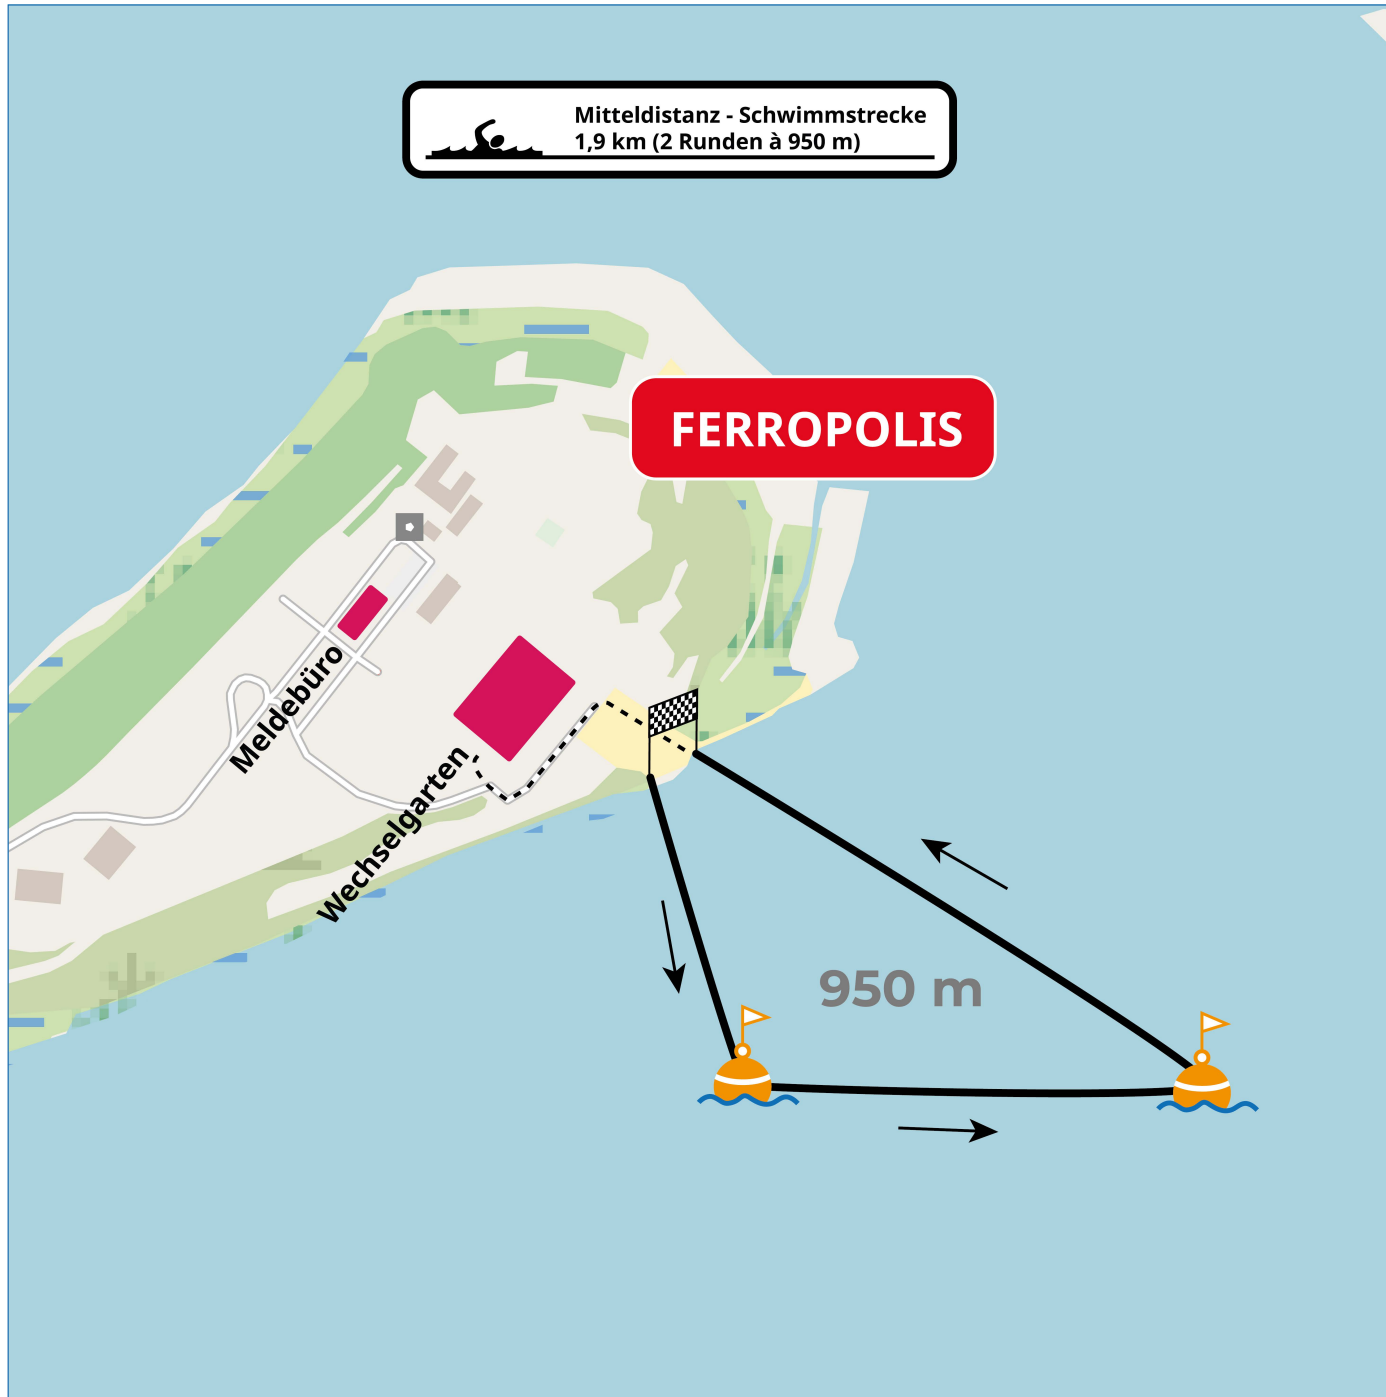 Mitteldistanz - Schwimmstrecke
1,9 km (2 Runden à 950 m)
FERROPOLIS
Meldebüro
Wechselgarten
950 m